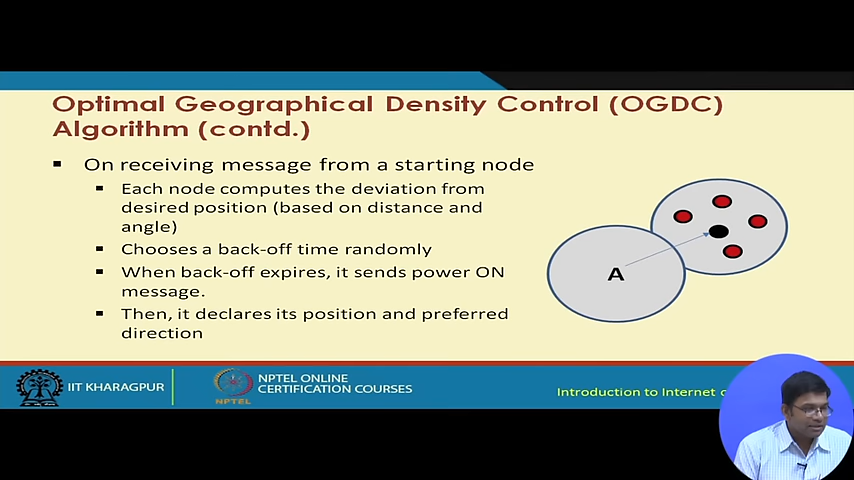 Optimal Geographical Density Control (OGDC)
Algorithm (contd.)
▪ On receiving message from a starting node
▪ Each node computes the deviation from
desired position (based on distance and
angle)
▪ Chooses a back-off time randomly
▪ When back-off expires, it sends power ON
message.
▪ Then, it declares its position and preferred
direction
A
IIT KHARAGPUR
NPTEL
NPTEL ONLINE
CERTIFICATION COURSES
Introduction to Internet